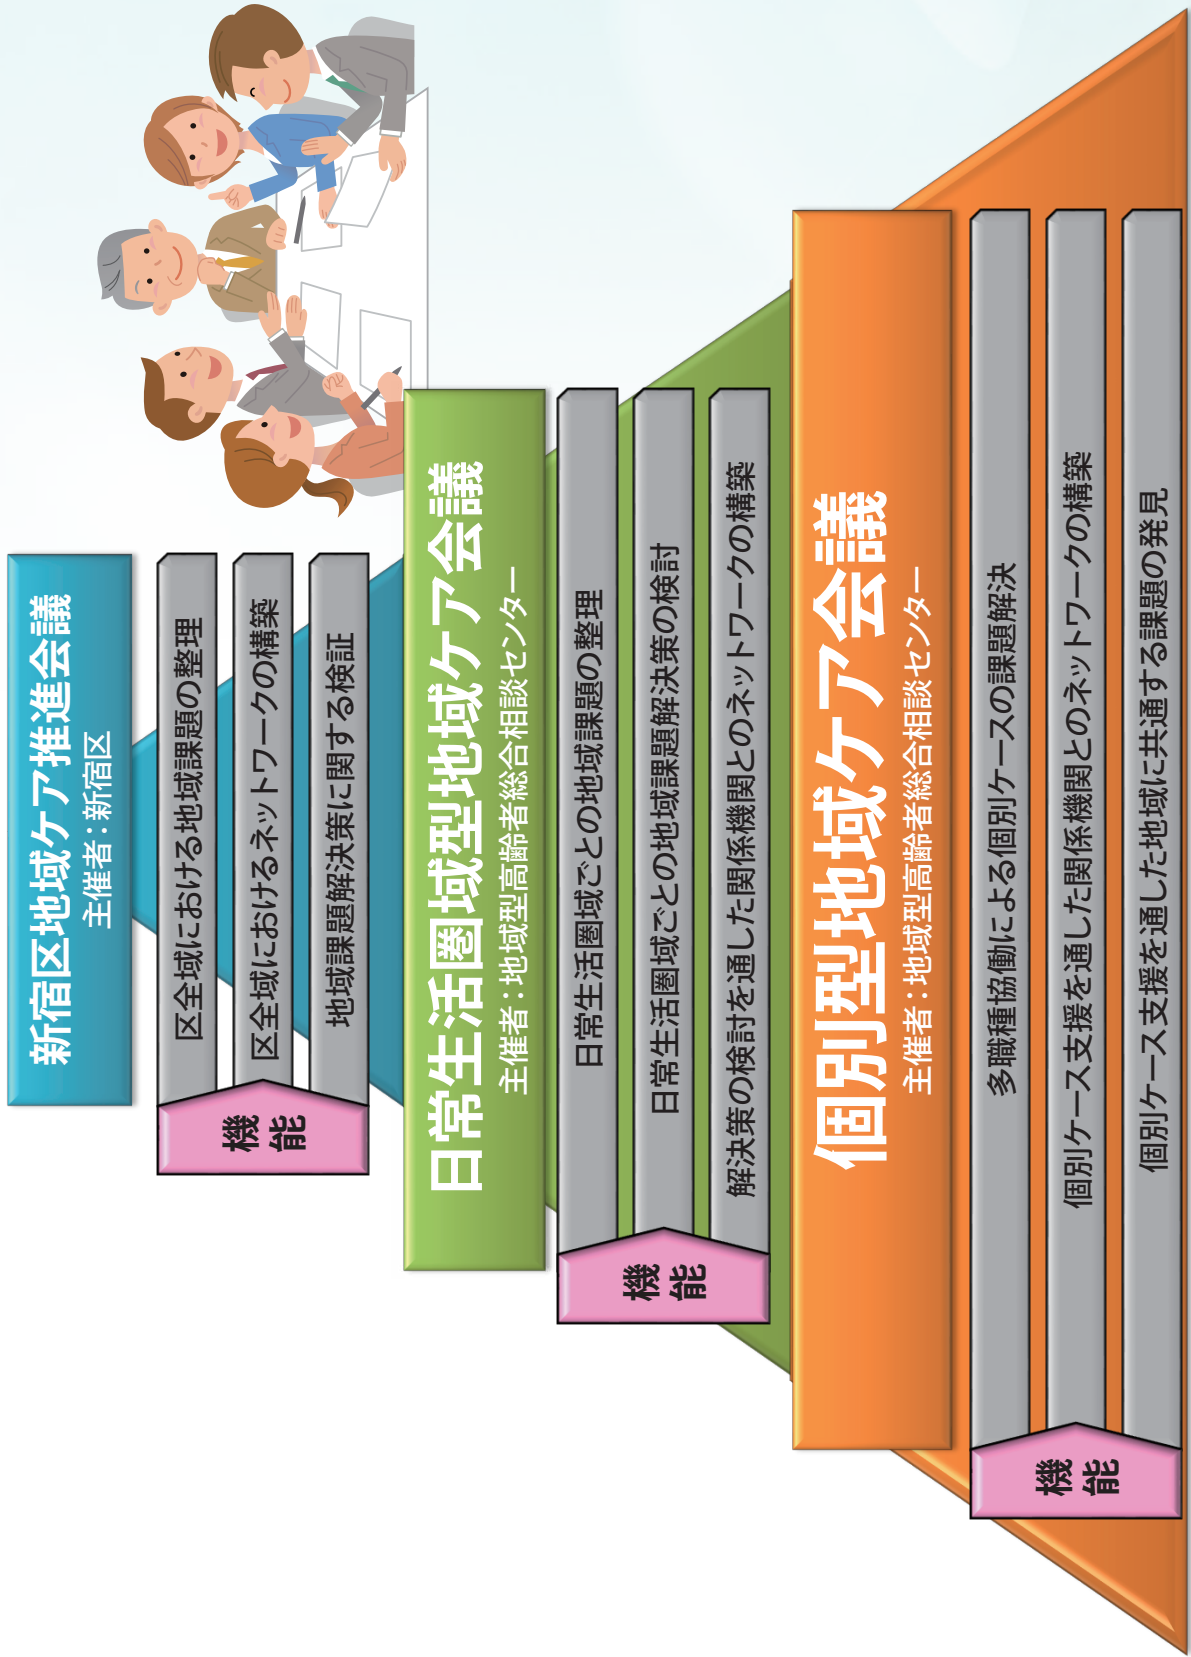 新宿区地域ケア推進会議
主催者：新宿区
機能
区全域における地域課題の整理
区全域におけるネットワークの構築
地域課題解決策に関する検証
日常生活圏域型地域ケア会議
主催者：地域型高齢者総合相談センター
機能
日常生活圏域ごとの地域課題の整理
日常生活圏域ごとの地域課題解決策の検討
解決策の検討を通した関係機関とのネットワークの構築
個別型地域ケア会議
主催者：地域型高齢者総合相談センター
機能
多職種協働による個別ケースの課題解決
個別ケース支援を通した関係機関とのネットワークの構築
個別ケース支援を通した地域に共通する課題の発見